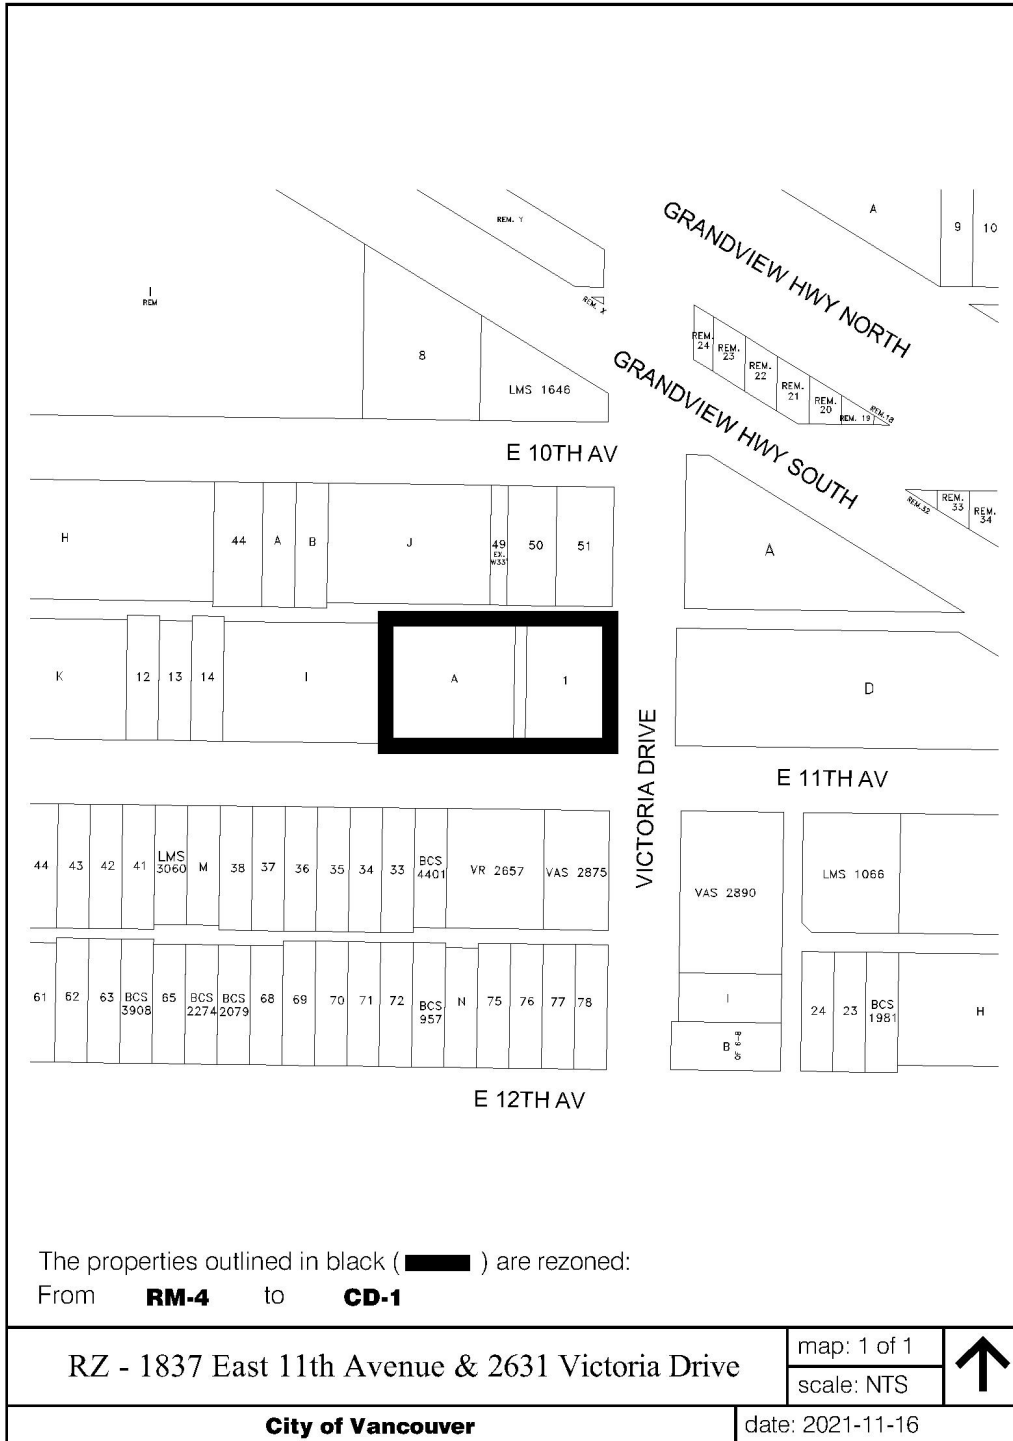 REM. Y
A
9
10
GRANDVIEW HWY NORTH
I
REM
REM. X
8
LMS 1646
REM.
24
REM.
23
REM.
22
REM.
21
REM.
20
REM. 19
REM.18
GRANDVIEW HWY SOUTH
E 10TH AV
REM.32
REM.
33
REM.
34
H
44
A
B
J
49
EX.
W33'
50
51
A
K
12
13
14
I
A
1
D
VICTORIA DRIVE
E 11TH AV
44
43
42
41
LMS
3060
M
38
37
36
35
34
33
BCS
4401
VR 2657
VAS 2875
VAS 2890
LMS 1066
61
62
63
BCS
3908
65
BCS
2274
BCS
2079
68
69
70
71
72
BCS
957
N
75
76
77
78
I
B
OF 6-8
24
23
BCS
1981
H
E 12TH AV
The properties outlined in black ( ) are rezoned:
From RM-4 to CD-1
RZ - 1837 East 11th Avenue & 2631 Victoria Drive
map: 1 of 1
scale: NTS
City of Vancouver
date: 2021-11-16